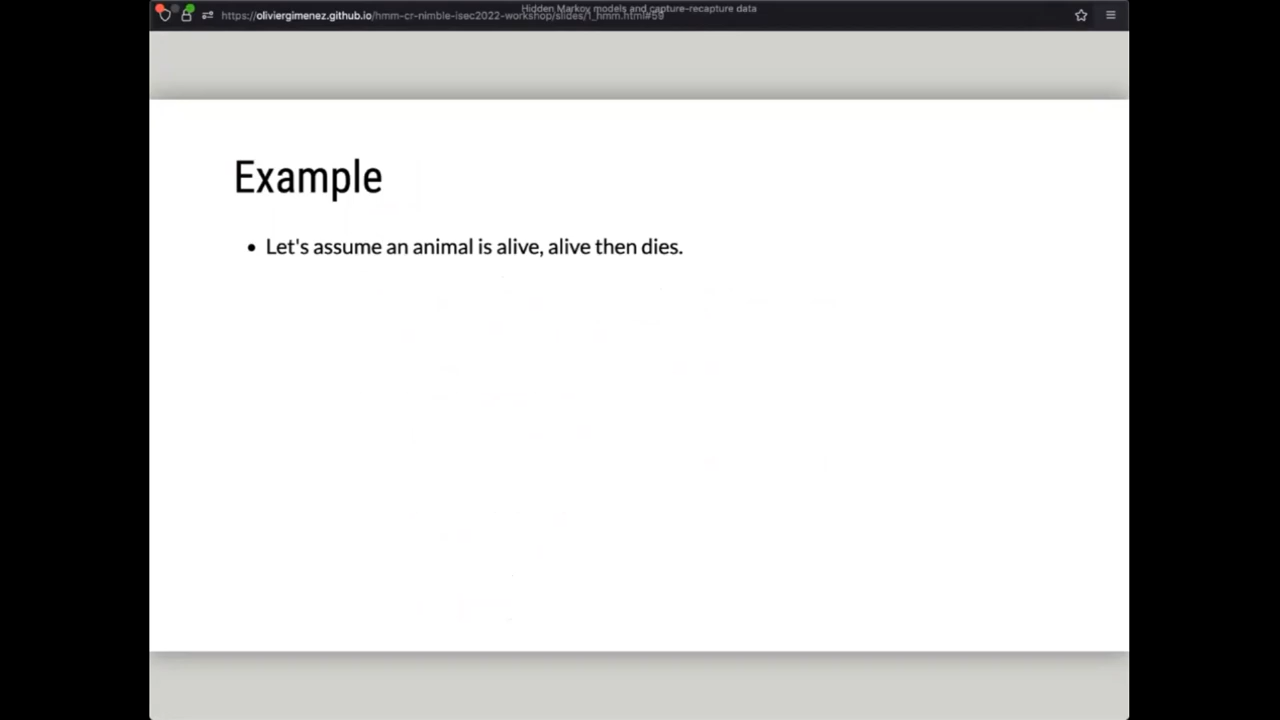 Hidden Markov models and capture-recapture data
https://oliviergimenez.github.io/hmm-cr-nimble-isec2022-workshop/slides/1_hmm.html#59
Example
• Let's assume an animal is alive, alive then dies.